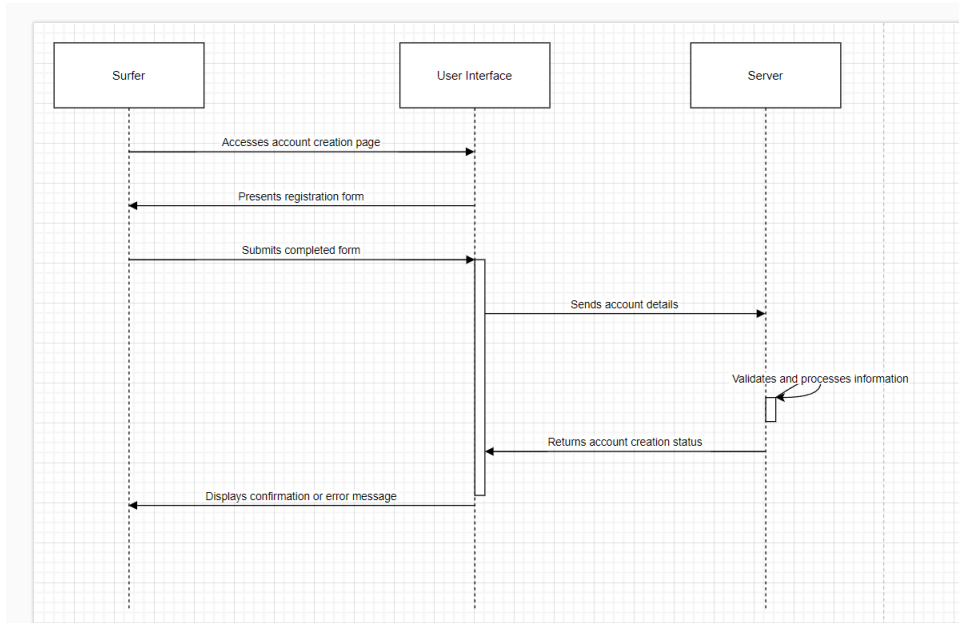 Surfer
User Interface
Server
Accesses account creation page
Presents registration form
Submits completed form
Sends account details
Validates and processes information
Returns account creation status
Displays confirmation or error message